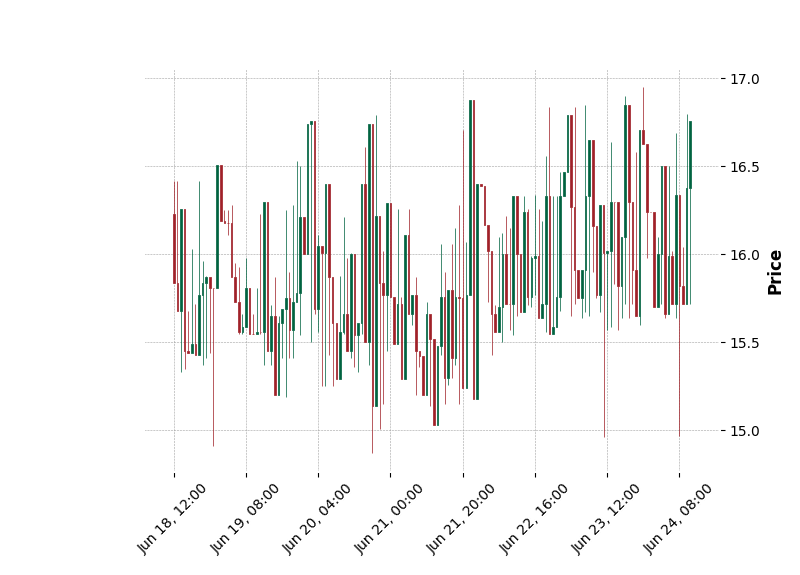 17.0
16.5
16.0
15.5
15.0
Price
Jun 18, 12:00
Jun 19, 08:00
Jun 20, 04:00
Jun 21, 00:00
Jun 21, 20:00
Jun 22, 16:00
Jun 23, 12:00
Jun 24, 08:00